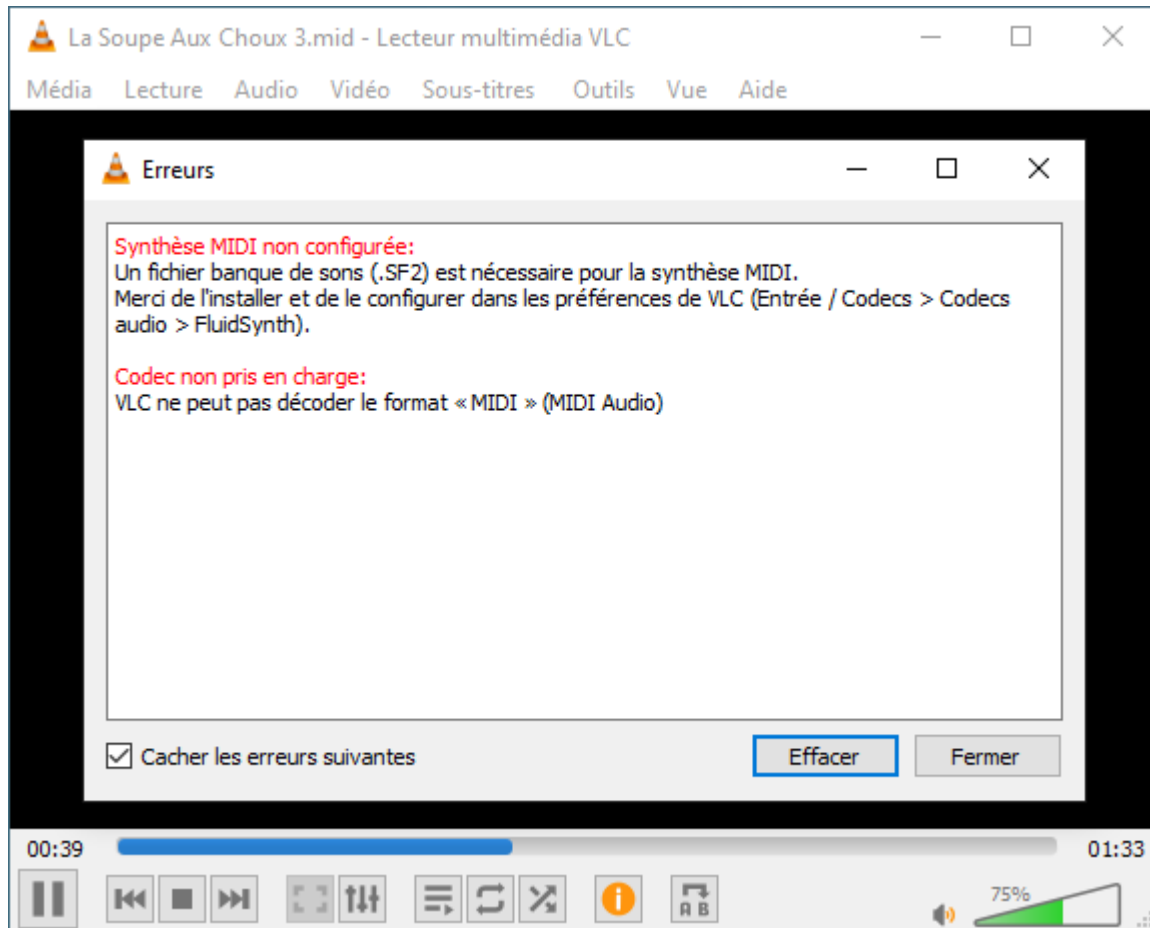 La Soupe Aux Choux 3.mid - Lecteur multimédia VLC
Média Lecture Audio Vidéo Sous-titres Outils Vue Aide
Erreurs
Synthèse MIDI non configurée:
Un fichier banque de sons (.SF2) est nécessaire pour la synthèse MIDI.
Merci de l'installer et de le configurer dans les préférences de VLC (Entrée / Codecs > Codecs
audio > FluidSynth).
Codec non pris en charge:
VLC ne peut pas décoder le format « MIDI » (MIDI Audio)
Cacher les erreurs suivantes
Effacer
Fermer
00:39
01:33
A B
75%